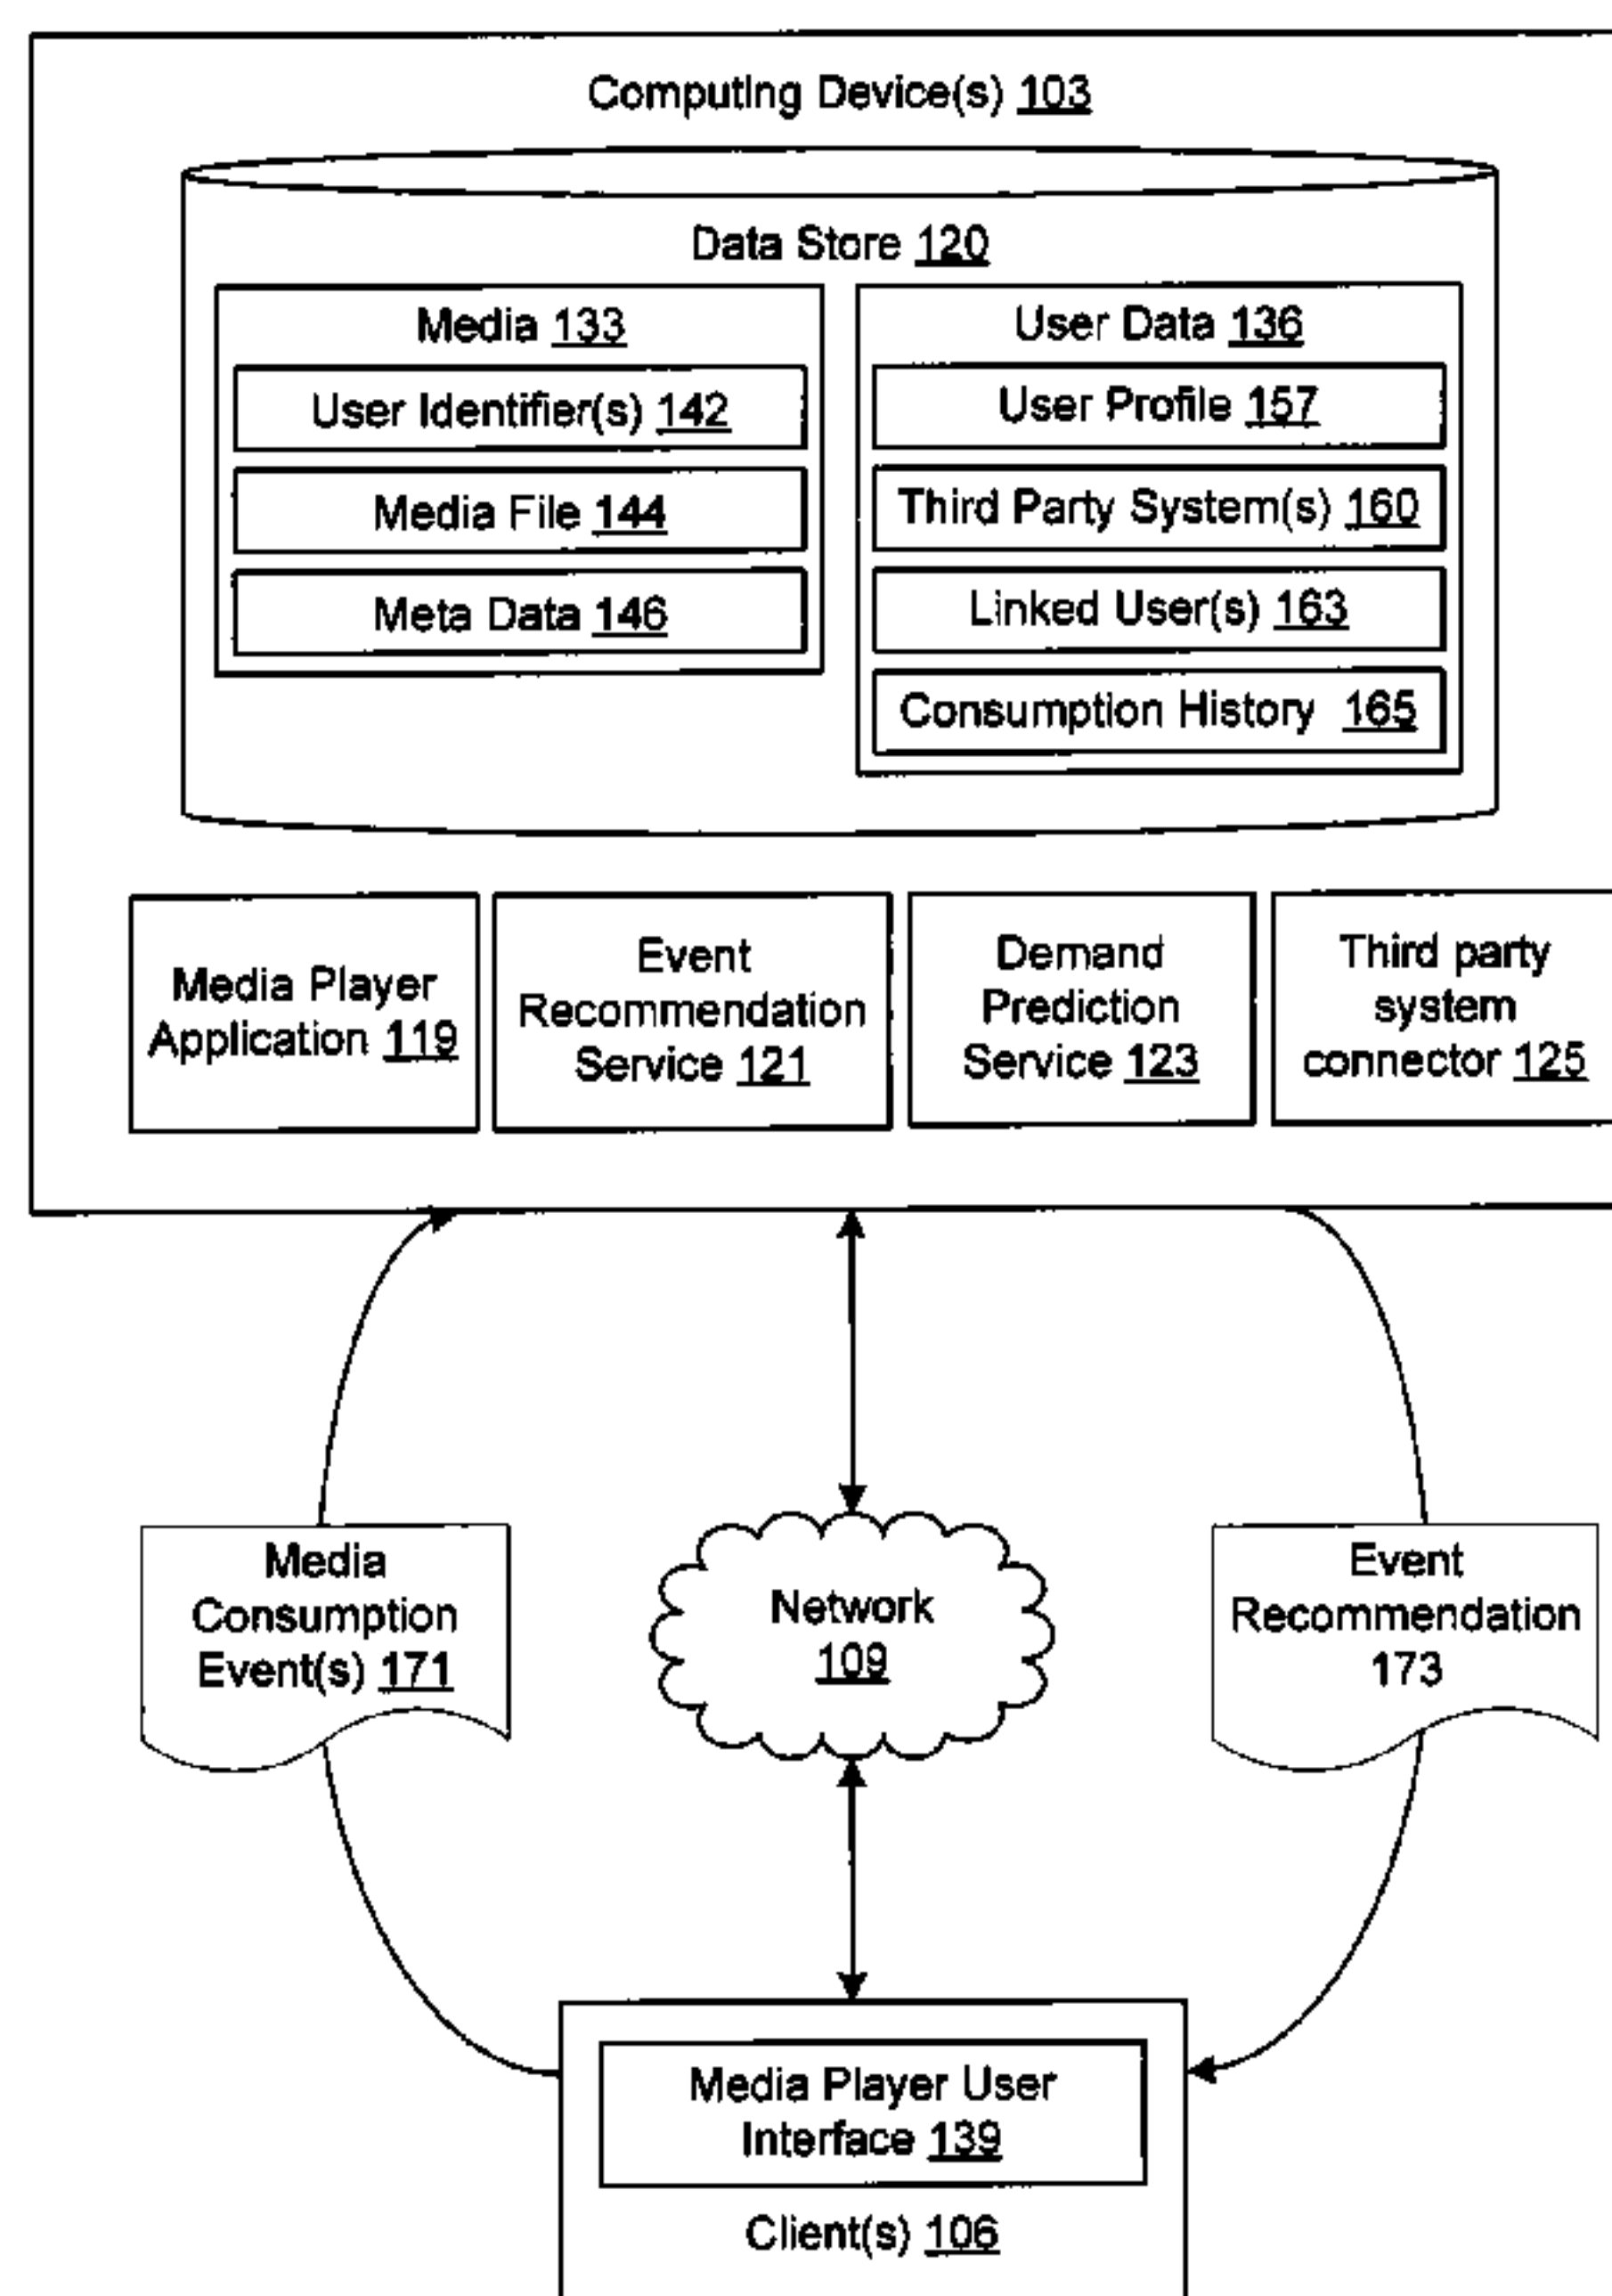 Computing Device(s) 103
Data Store 120
Media 133
User Identifier(s) 142
Media File 144
Meta Data 146
User Data 136
User Profile 157
Third Party System(s) 160
Linked User(s) 163
Consumption History 165
Media Player
Application 119
Event
Recommendation
Service 121
Demand
Prediction
Service 123
Third party
system
connector 125
Media
Consumption
Event(s) 171
Network
109
Event
Recommendation
173
Media Player User
Interface 139
Client(s) 106